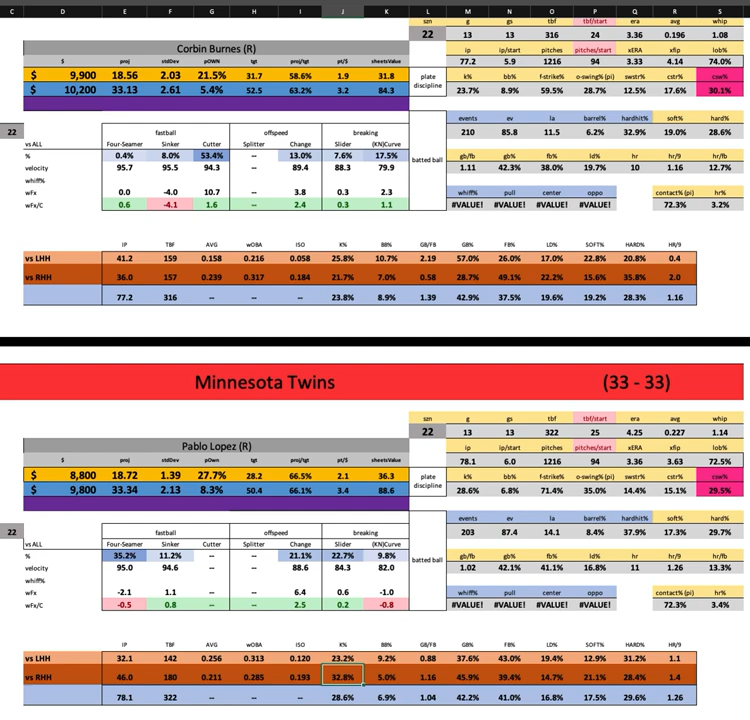 C D E F G H I J K L M N O P Q R S
szn g gs tbf tbf/start era avg whip
22 13 13 316 24 3.36 0.196 1.08
Corbin Burnes (R) ip ip/start pitches pitches/start xERA xfip lob%
$ proj stdDev pOWN tgt proj/tgt pt/$ sheetsValue 77.2 5.9 1216 94 3.33 4.14 74.0%
$ 9,900 18.56 2.03 21.5% 31.7 58.6% 1.9 31.8 plate discipline k% bb% f-strike% o-swing% (pi) swstr% cstr% csw%
$ 10,200 33.13 2.61 5.4% 52.5 63.2% 3.2 84.3 23.7% 8.9% 59.5% 28.7% 12.5% 17.6% 30.1%
events ev la barrel% hardhit% soft% hard%
22 fastball offspeed breaking 210 85.8 11.5 6.2% 32.9% 19.0% 28.6%
vs ALL Four-Seamer Sinker Cutter Splitter Change Slider (KN)Curve
% 0.4% 8.0% 53.4% -- 13.0% 7.6% 17.5% batted ball gb/fb gb% fb% ld% hr hr/9 hr/fb
velocity 95.7 95.5 94.3 -- 89.4 88.3 79.9 1.11 42.3% 38.0% 19.7% 10 1.16 12.7%
whiff%
wFx 0.0 -4.0 10.7 3.8 0.3 2.3 whiff% pull center oppo contact% (pi) hr%
wFx/C 0.6 -4.1 1.6 -- 2.4 0.3 1.1 #VALUE! #VALUE! #VALUE! #VALUE! 72.3% 3.2%
IP TBF AVG wOBA ISO K% BB% GB/FB GB% FB% LD% SOFT% HARD% HR/9
vs LHH 41.2 159 0.158 0.216 0.058 25.8% 10.7% 2.19 57.0% 26.0% 17.0% 22.8% 20.8% 0.4
vs RHH 36.0 157 0.239 0.317 0.184 21.7% 7.0% 0.58 28.7% 49.1% 22.2% 15.6% 35.8% 2.0
77.2 316 -- -- -- 23.8% 8.9% 1.39 42.9% 37.5% 19.6% 19.2% 28.3% 1.16
Minnesota Twins (33 - 33)
szn g gs tbf tbf/start era avg whip
22 13 13 322 25 4.25 0.227 1.14
Pablo Lopez (R) ip ip/start pitches pitches/start xERA xfip lob%
$ proj stdDev pOwn tgt proj/tgt pt/$ sheetsValue 78.1 6.0 1216 94 3.36 3.63 72.5%
$ 8,800 18.72 1.39 27.7% 28.2 66.5% 2.1 36.3 plate discipline k% bb% f-strike% o-swing% (pi) swstr% cstr% csw%
$ 9,800 33.34 2.13 8.3% 50.4 66.1% 3.4 88.6 28.6% 6.8% 71.4% 35.0% 14.4% 15.1% 29.5%
events ev la barrel% hardhit% soft% hard%
22 fastball offspeed breaking 203 87.4 14.1 8.4% 37.9% 17.3% 29.7%
vs ALL Four-Seamer Sinker Cutter Splitter Change Slider (KN)Curve
% 35.2% 11.2% -- -- 21.1% 22.7% 9.8% batted ball gb/fb gb% fb% ld% hr hr/9 hr/fb
velocity 95.0 94.6 -- -- 88.6 84.3 82.0 1.02 42.1% 41.1% 16.8% 11 1.26 13.3%
whiff%
wFx -2.1 1.1 6.4 0.6 -1.0 whiff% pull center oppo contact% (pi) hr%
wFx/C -0.5 0.8 -- -- 2.5 0.2 -0.8 #VALUE! #VALUE! #VALUE! #VALUE! 72.3% 3.4%
IP TBF AVG wOBA ISO K% BB% GB/FB GB% FB% LD% SOFT% HARD% HR/9
vs LHH 32.1 142 0.256 0.313 0.120 23.2% 9.2% 0.88 37.6% 43.0% 19.4% 12.9% 31.2% 1.1
vs RHH 46.0 180 0.211 0.285 0.193 32.8% 5.0% 1.16 45.9% 39.4% 14.7% 21.1% 28.4% 1.4
78.1 322 -- -- -- 28.6% 6.9% 1.04 42.2% 41.0% 16.8% 17.5% 29.6% 1.26